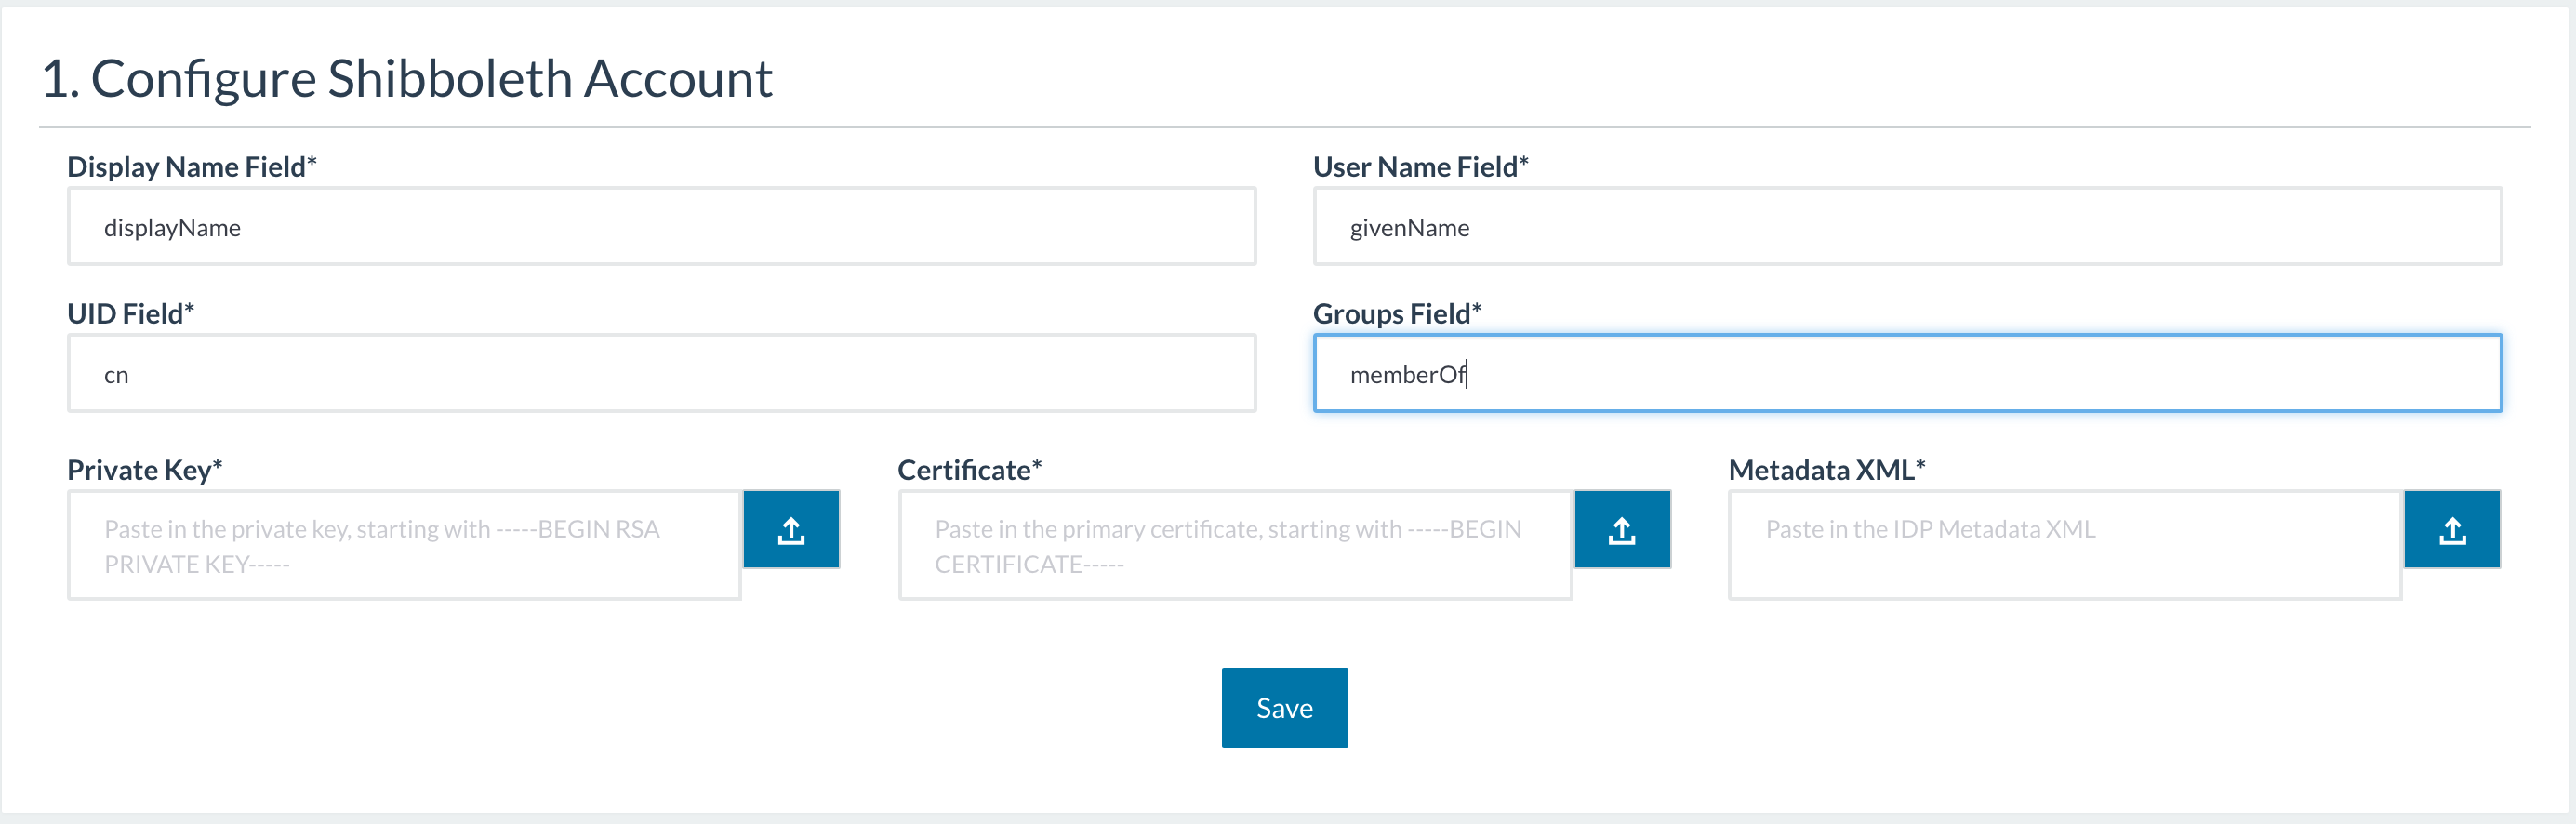 1. Configure Shibboleth Account
Display Name Field*
User Name Field*
displayName
givenName
UID Field*
Groups Field*
cn
memberOf
Private Key*
Certificate*
Metadata XML*
Paste in the private key, starting with -----BEGIN RSA
PRIVATE KEY-----
Paste in the primary certificate, starting with -----BEGIN
CERTIFICATE-----
Paste in the IDP Metadata XML
Save